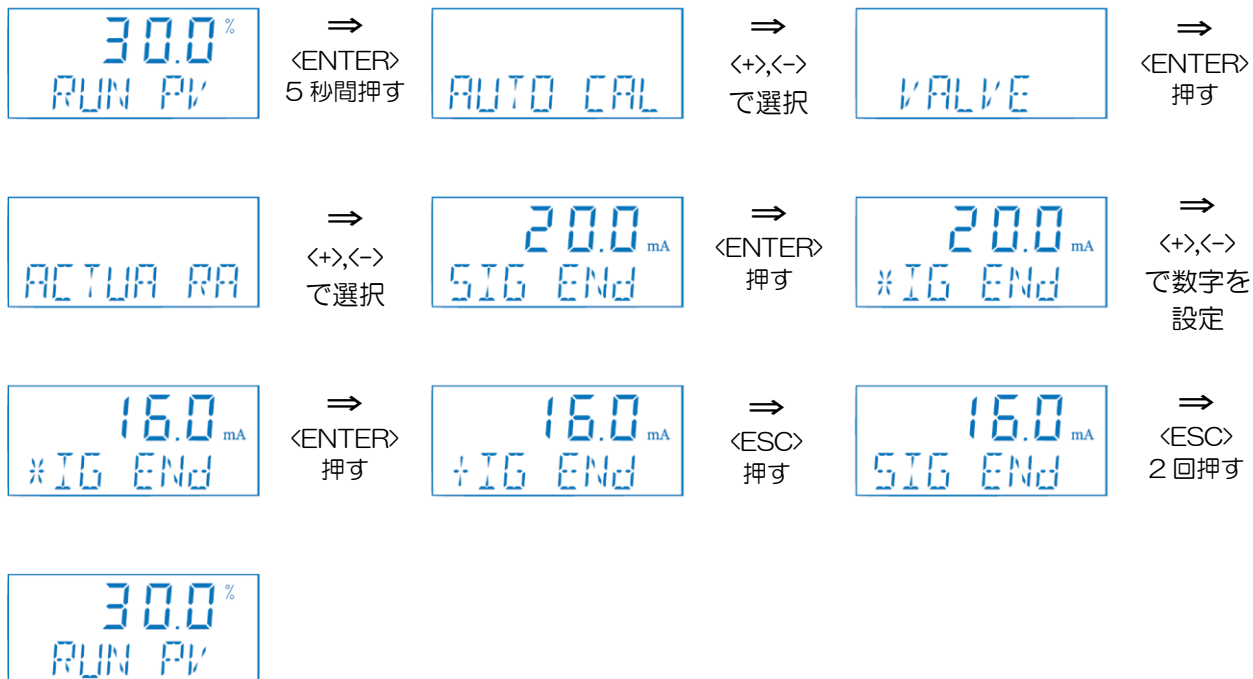 30.0 %
RUN PV
⇒
<ENTER>
5秒間押す
AUTO CAL
⇒
<+>,<->
で選択
VALVE
⇒
<ENTER>
押す
ACTUA RA
⇒
<+>,<->
で選択
20.0 mA
SIG ENd
⇒
<ENTER>
押す
20.0 mA
*IG ENd
⇒
<+>,<->
で数字を
設定
16.0 mA
*IG ENd
⇒
<ENTER>
押す
16.0 mA
+IG ENd
⇒
<ESC>
押す
16.0 mA
SIG ENd
⇒
<ESC>
2回押す
30.0 %
RUN PV